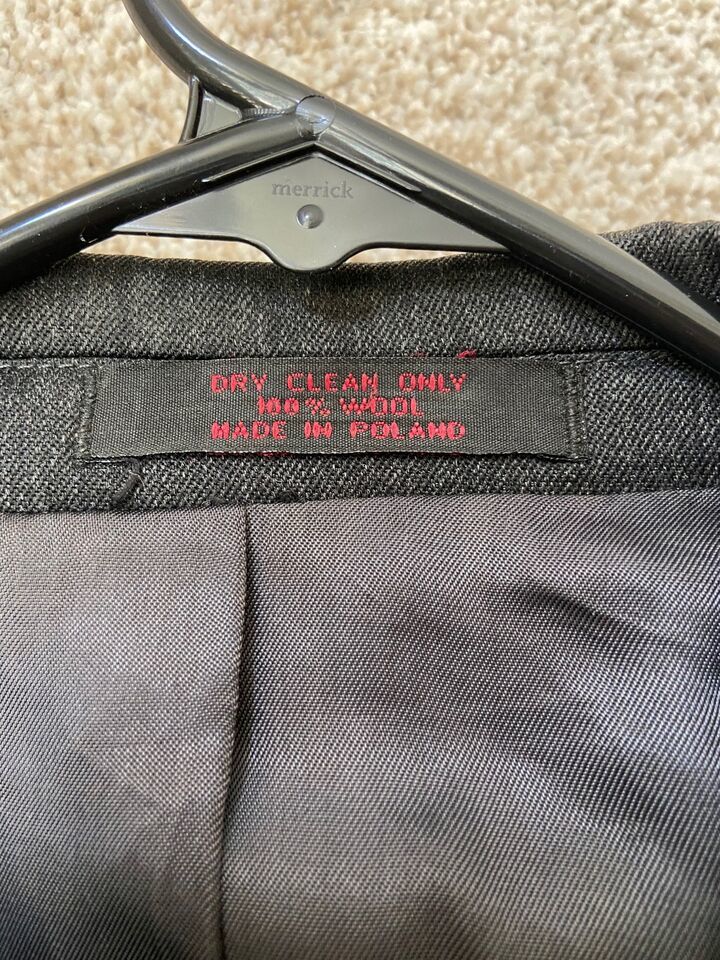 merrick
DRY CLEAN ONLY
100% WOOL
MADE IN POLAND